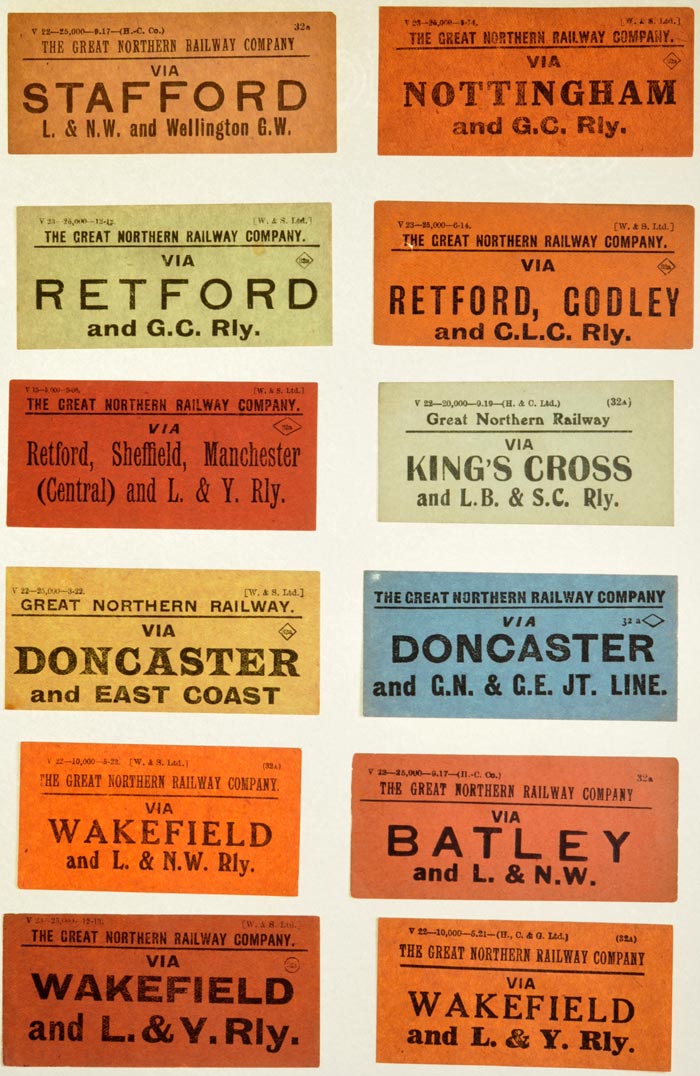 V 22—25,000—9.17—(H.-C. Co.) 32A
THE GREAT NORTHERN RAILWAY COMPANY
VIA
STAFFORD
L. & N.W. and Wellington G.W.
V 23—25,000—8-14. [W. & S. Ltd.]
THE GREAT NORTHERN RAILWAY COMPANY.
VIA
NOTTINGHAM
and G.C. Rly.
V 23—25,000—12-12. [W. & S. Ltd.]
THE GREAT NORTHERN RAILWAY COMPANY.
VIA
RETFORD
and G.C. Rly.
V 23—25,000—6-14. [W. & S. Ltd.]
THE GREAT NORTHERN RAILWAY COMPANY.
VIA
RETFORD, GODLEY
and C.L.C. Rly.
[W. & S. Ltd.]
THE GREAT NORTHERN RAILWAY COMPANY.
VIA 32A
Retford, Sheffield, Manchester
(Central) and L. & Y. Rly.
V 22—20,000—9.19—(H. & C. Ltd.) (32A)
Great Northern Railway
VIA
KING'S CROSS
and L.B. & S.C. Rly.
V 22—25,000—3-22. [W. & S. Ltd.]
GREAT NORTHERN RAILWAY.
VIA 32A
DONCASTER
and EAST COAST
THE GREAT NORTHERN RAILWAY COMPANY
VIA 32 a
DONCASTER
and G.N. & G.E. JT. LINE.
V 22—10,000—5-22. [W. & S. Ltd.] (32A)
THE GREAT NORTHERN RAILWAY COMPANY.
VIA
WAKEFIELD
and L. & N.W. Rly.
V 23—25,000—9.17—(H.-C. Co.) 32A
THE GREAT NORTHERN RAILWAY COMPANY
VIA
BATLEY
and L. & N.W.
[W. & S. Ltd.
THE GREAT NORTHERN RAILWAY COMPANY.
VIA
WAKEFIELD
and L. & Y. Rly.
V 22—10,000—5.21—(H., C. & G. Ltd.) (32A)
THE GREAT NORTHERN RAILWAY COMPANY
VIA
WAKEFIELD
and L. & Y. Rly.